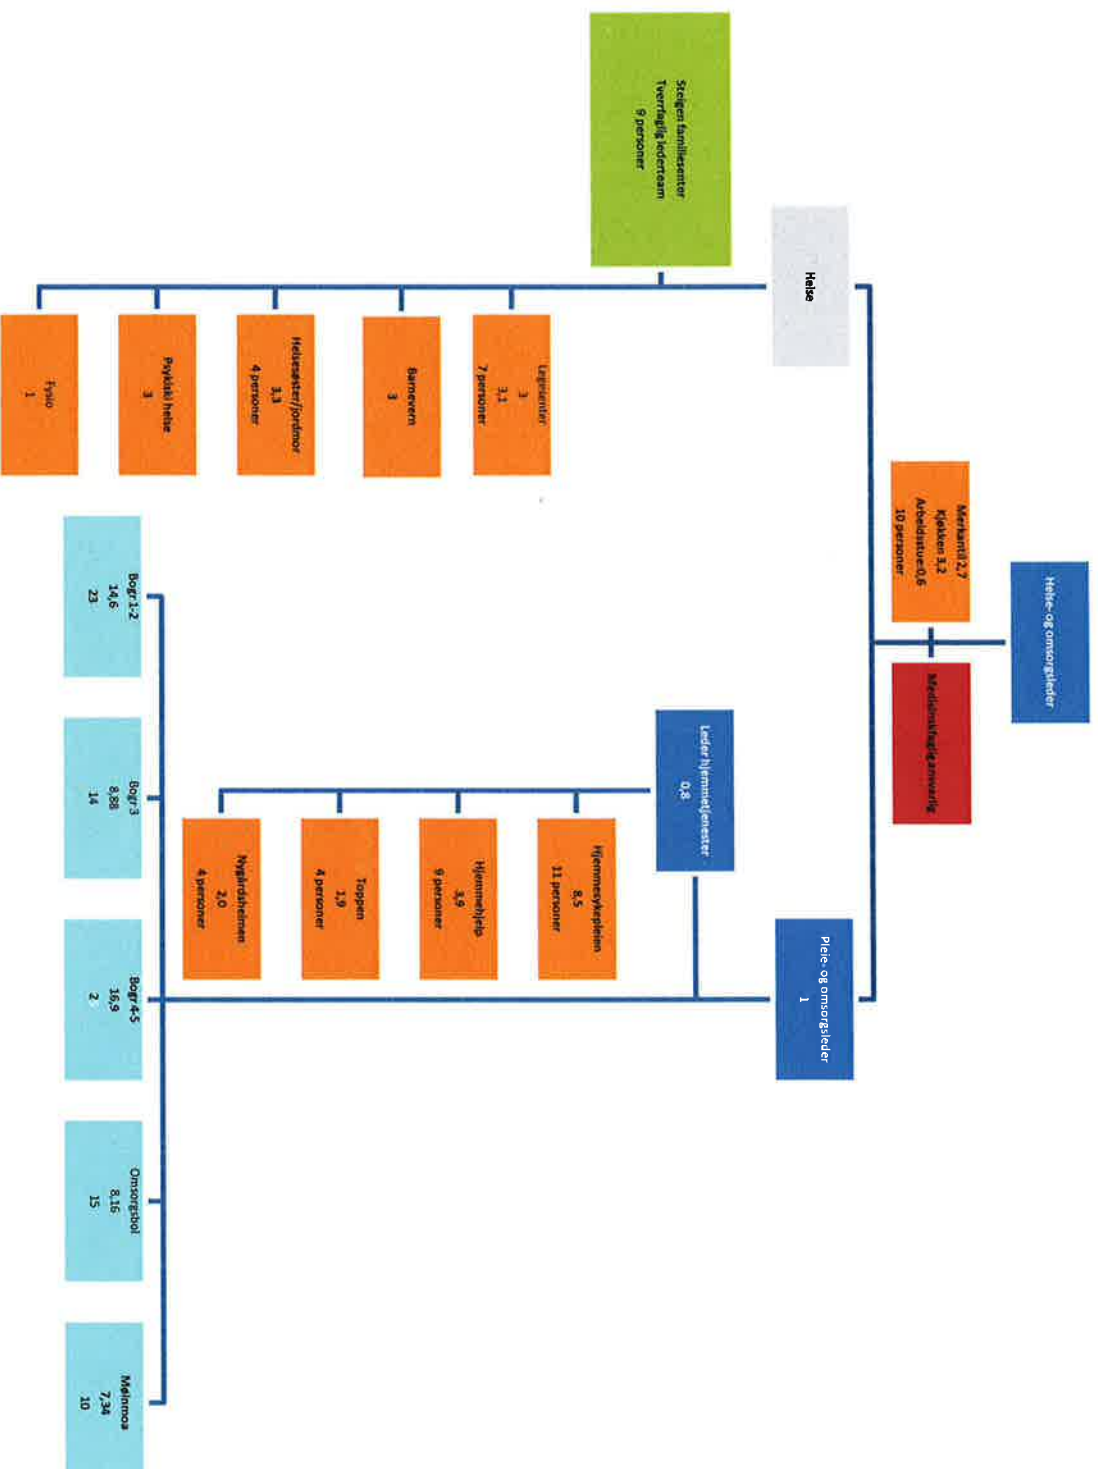 Helse- og omsorgsleder
Merkantil 2,7
Kjøkken 3,2
Arbeidsstue:0,6
10 personer
Medisinskfaglig ansvarlig
Helse
Pleie- og omsorgsleder
1
Steigen familiesenter
Tverrfaglig lederteam
9 personer
Legesenter
3
3,1
7 personer
Barnevern
3
Helsesøster/jordmor
3,3
4 personer
Psykiski helse
3
Fysio
1
Leder hjemmetjenester
0,8
Hjemmesykepleien
8,5
11 personer
Hjemmehjelp
3,9
9 personer
Toppen
1,9
4 personer
Nygårdsheimen
2,0
4 personer
Bogr 1-2
14,6
23
Bogr 3
8,88
14
Bogr 4-5
16,9
2
Omsorgsbol
8,16
15
Møinmoa
7,34
10